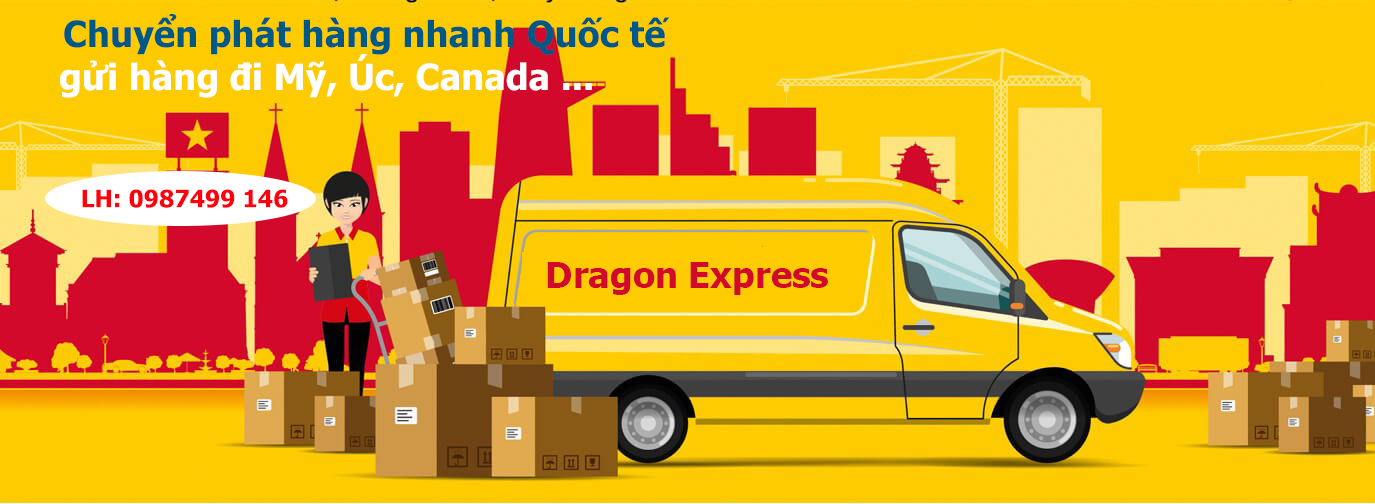 Chuyển phát hàng nhanh Quốc tế
gửi hàng đi Mỹ, Úc, Canada ...
LH: 0987499 146
Dragon Express